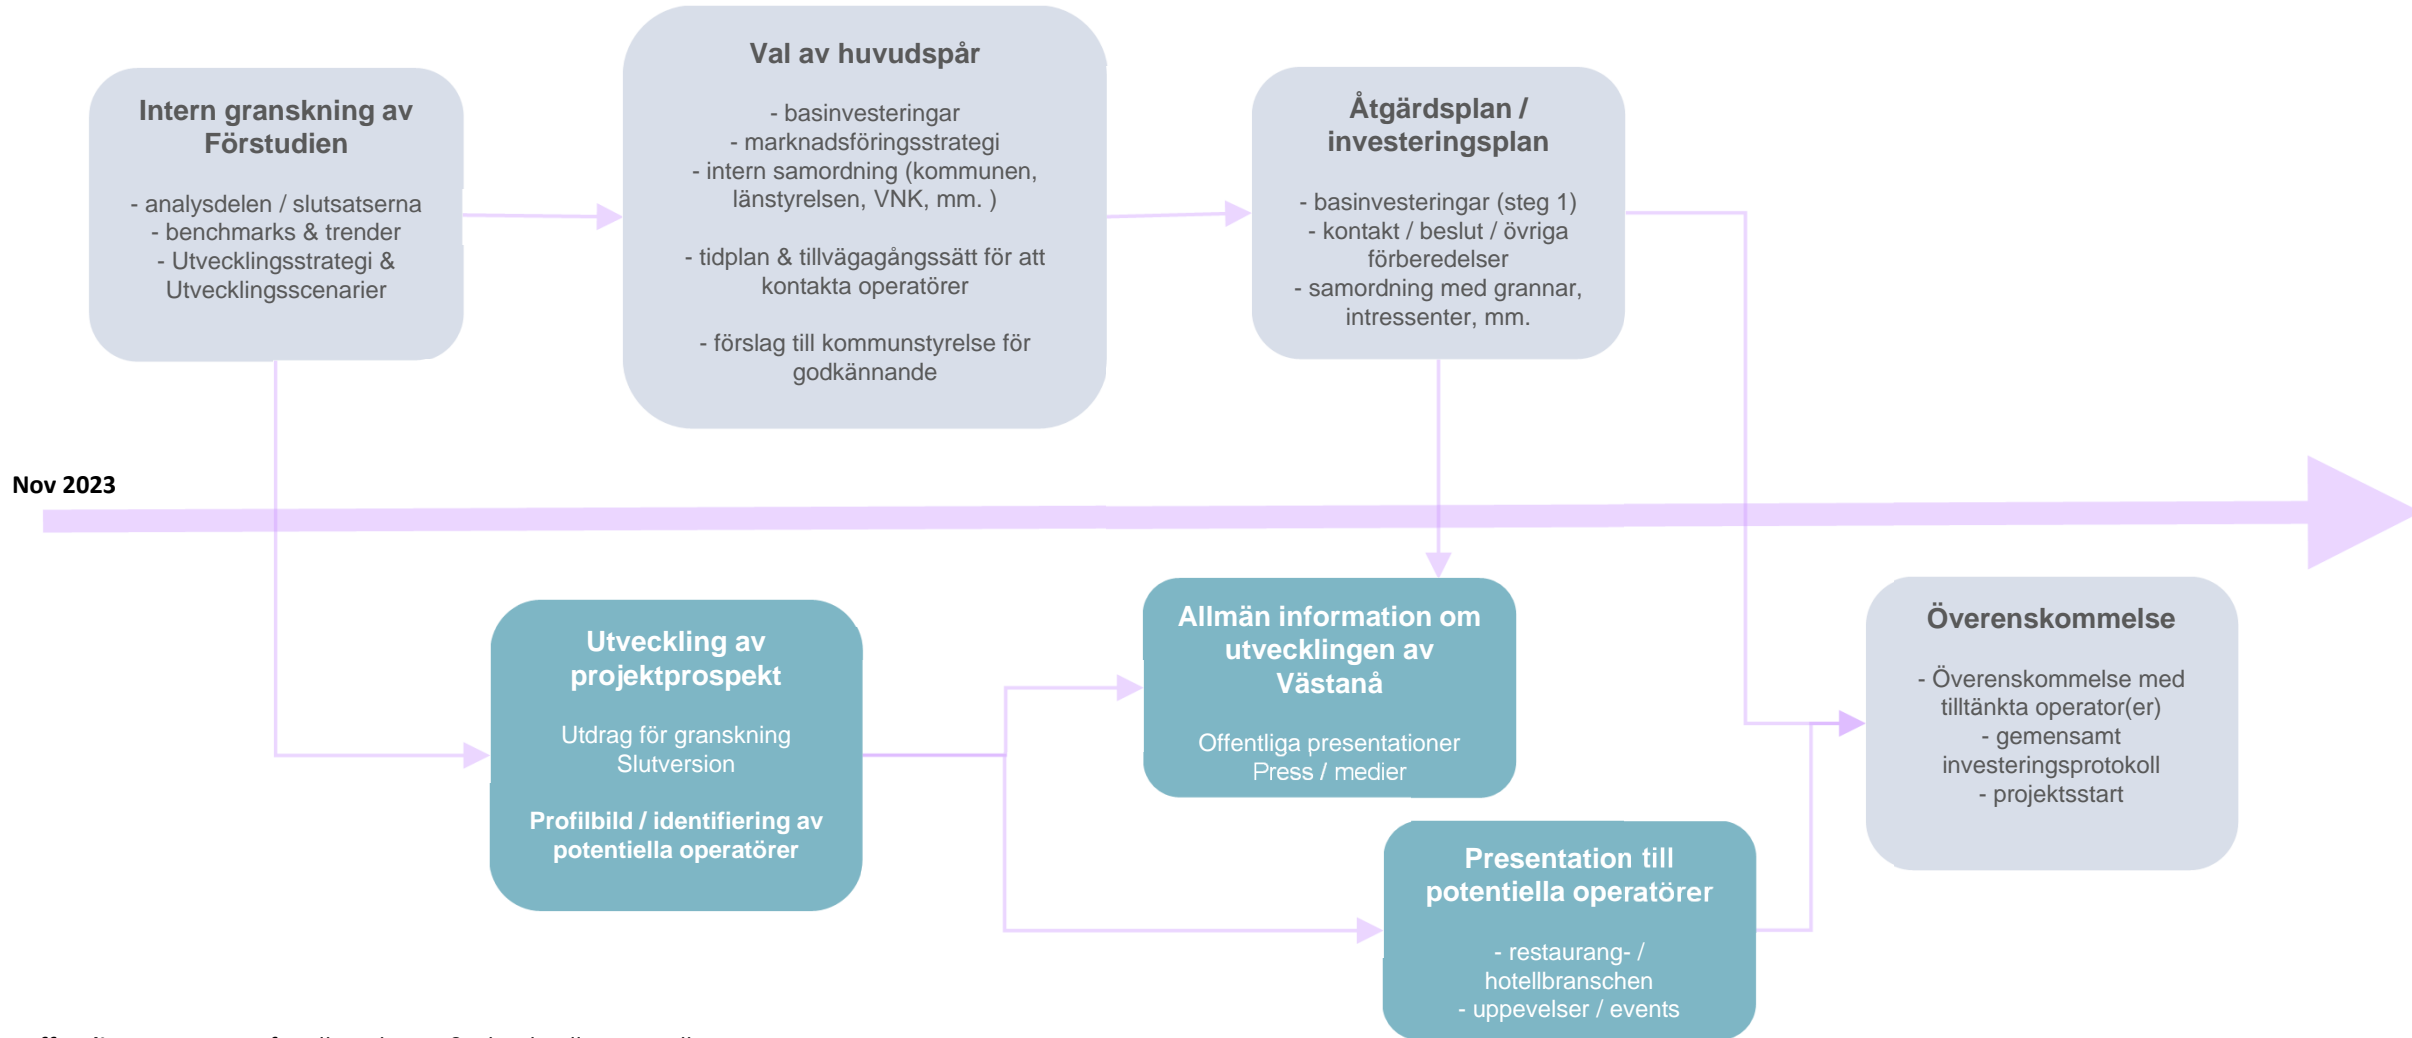 Intern granskning av
Förstudien
- analysdelen / slutsatserna
- benchmarks & trender
- Utvecklingsstrategi &
Utvecklingsscenarier
Val av huvudspår
- basinvesteringar
- marknadsföringsstrategi
- intern samordning (kommunen,
länstyrelsen, VNK, mm. )
- tidplan & tillvägagångssätt för att
kontakta operatörer
- förslag till kommunstyrelse för
godkännande
Åtgärdsplan /
investeringsplan
- basinvesteringar (steg 1)
- kontakt / beslut / övriga
förberedelser
- samordning med grannar,
intressenter, mm.
Nov 2023
Utveckling av
projektprospekt
Utdrag för granskning
Slutversion
Profilbild / identifiering av
potentiella operatörer
Allmän information om
utvecklingen av
Västanå
Offentliga presentationer
Press / medier
Presentation till
potentiella operatörer
- restaurang- /
hotellbranschen
- uppevelser / events
Överenskommelse
- Överenskommelse med
tilltänkta operator(er)
- gemensamt
investeringsprotokoll
- projektsstart